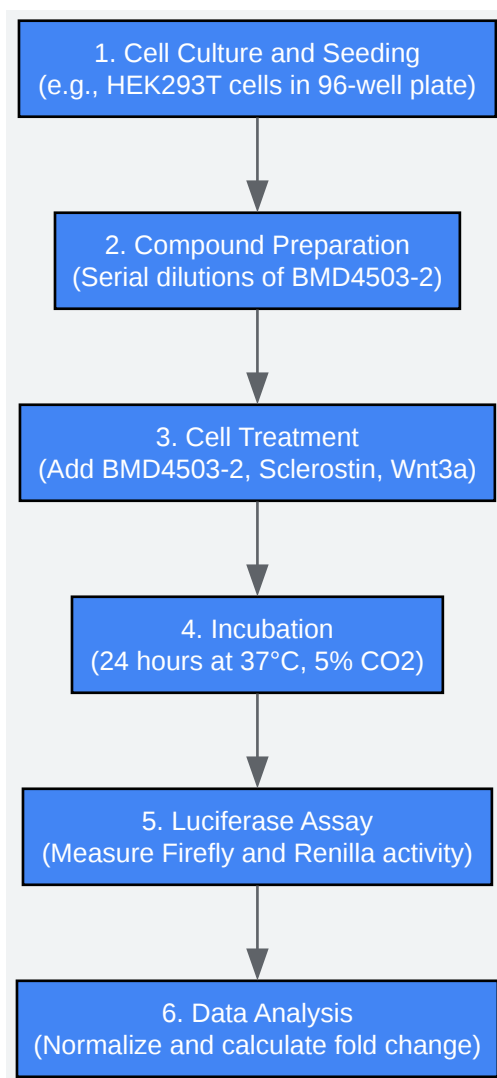 1. Cell Culture and Seeding
(e.g., HEK293T cells in 96-well plate)
2. Compound Preparation
(Serial dilutions of BMD4503-2)
3. Cell Treatment
(Add BMD4503-2, Sclerostin, Wnt3a)
4. Incubation
(24 hours at 37°C, 5% CO2)
5. Luciferase Assay
(Measure Firefly and Renilla activity)
6. Data Analysis
(Normalize and calculate fold change)